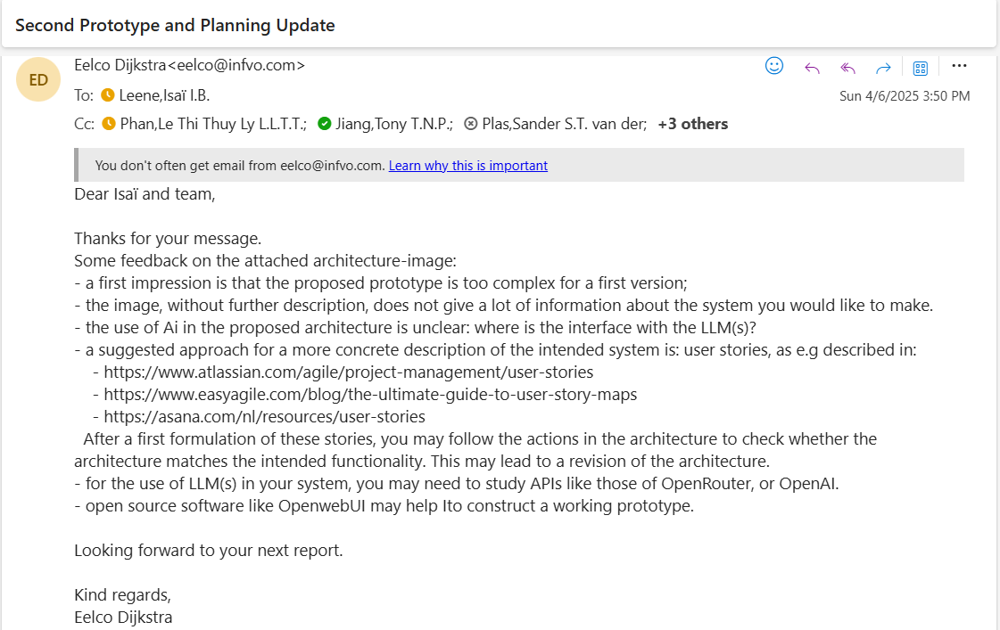 Second Prototype and Planning Update
ED
Eelco Dijkstra<eelco@infvo.com>
To: Leene,Isaï I.B.
Sun 4/6/2025 3:50 PM
Cc: Phan,Le Thi Thuy Ly L.L.T.T.; Jiang,Tony T.N.P.; Plas,Sander S.T. van der; +3 others
You don't often get email from eelco@infvo.com. Learn why this is important
Dear Isaï and team,
Thanks for your message.
Some feedback on the attached architecture-image:
- a first impression is that the proposed prototype is too complex for a first version;
- the image, without further description, does not give a lot of information about the system you would like to make.
- the use of Ai in the proposed architecture is unclear: where is the interface with the LLM(s)?
- a suggested approach for a more concrete description of the intended system is: user stories, as e.g described in:
- https://www.atlassian.com/agile/project-management/user-stories
- https://www.easyagile.com/blog/the-ultimate-guide-to-user-story-maps
- https://asana.com/nl/resources/user-stories
After a first formulation of these stories, you may follow the actions in the architecture to check whether the
architecture matches the intended functionality. This may lead to a revision of the architecture.
- for the use of LLM(s) in your system, you may need to study APIs like those of OpenRouter, or OpenAI.
- open source software like OpenwebUI may help Ito construct a working prototype.
Looking forward to your next report.
Kind regards,
Eelco Dijkstra